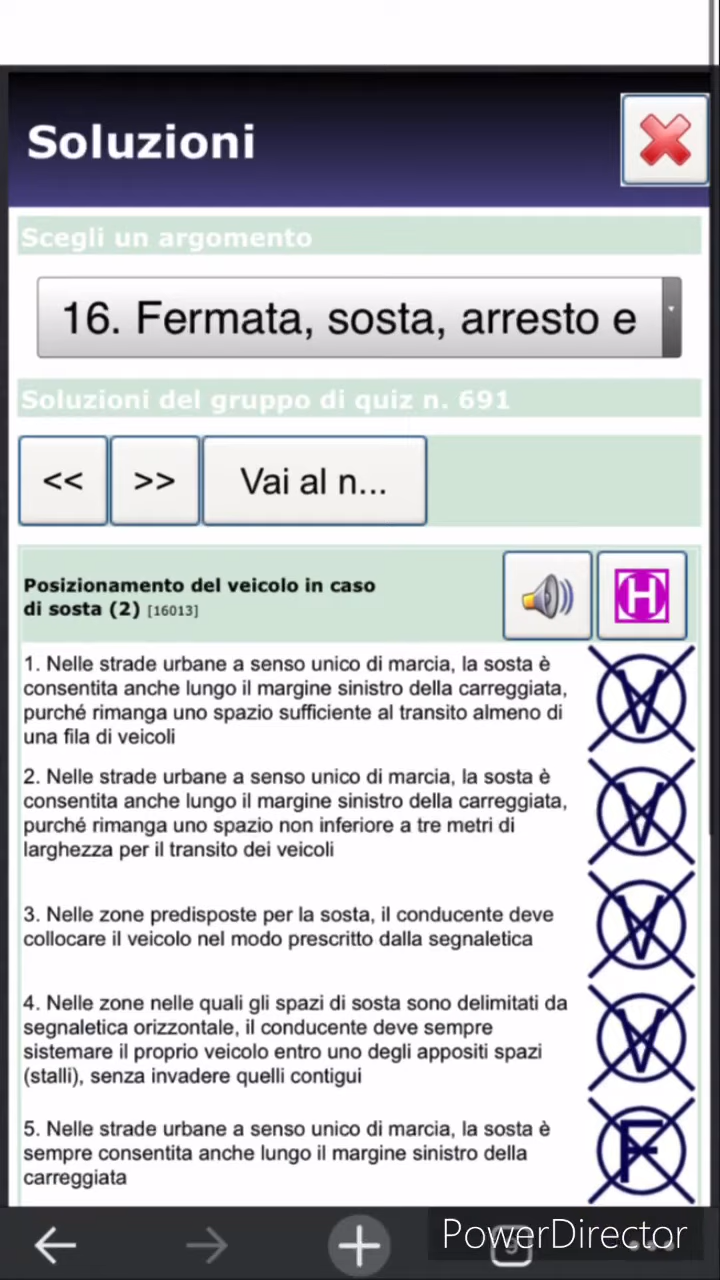 Soluzioni
Scegli un argomento
16. Fermata, sosta, arresto e
Soluzioni del gruppo di quiz n. 691
<< >> Vai al n...
Posizionamento del veicolo in caso
di sosta (2) [16013]
H
1. Nelle strade urbane a senso unico di marcia, la sosta è
consentita anche lungo il margine sinistro della carreggiata,
purché rimanga uno spazio sufficiente al transito almeno di
una fila di veicoli
V
2. Nelle strade urbane a senso unico di marcia, la sosta è
consentita anche lungo il margine sinistro della carreggiata,
purché rimanga uno spazio non inferiore a tre metri di
larghezza per il transito dei veicoli
V
3. Nelle zone predisposte per la sosta, il conducente deve
collocare il veicolo nel modo prescritto dalla segnaletica
V
4. Nelle zone nelle quali gli spazi di sosta sono delimitati da
segnaletica orizzontale, il conducente deve sempre
sistemare il proprio veicolo entro uno degli appositi spazi
(stalli), senza invadere quelli contigui
V
5. Nelle strade urbane a senso unico di marcia, la sosta è
sempre consentita anche lungo il margine sinistro della
carreggiata
F
PowerDirector